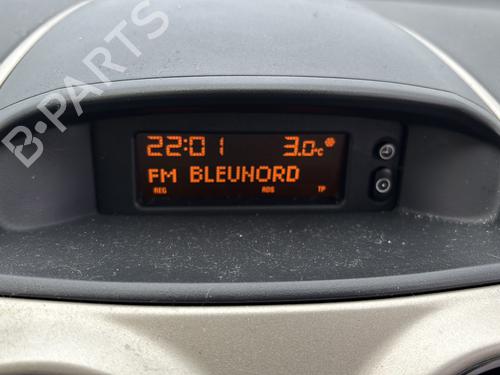 B-PARTS
22:01 3.0°C
FM BLEUNORD
REG RDS TP